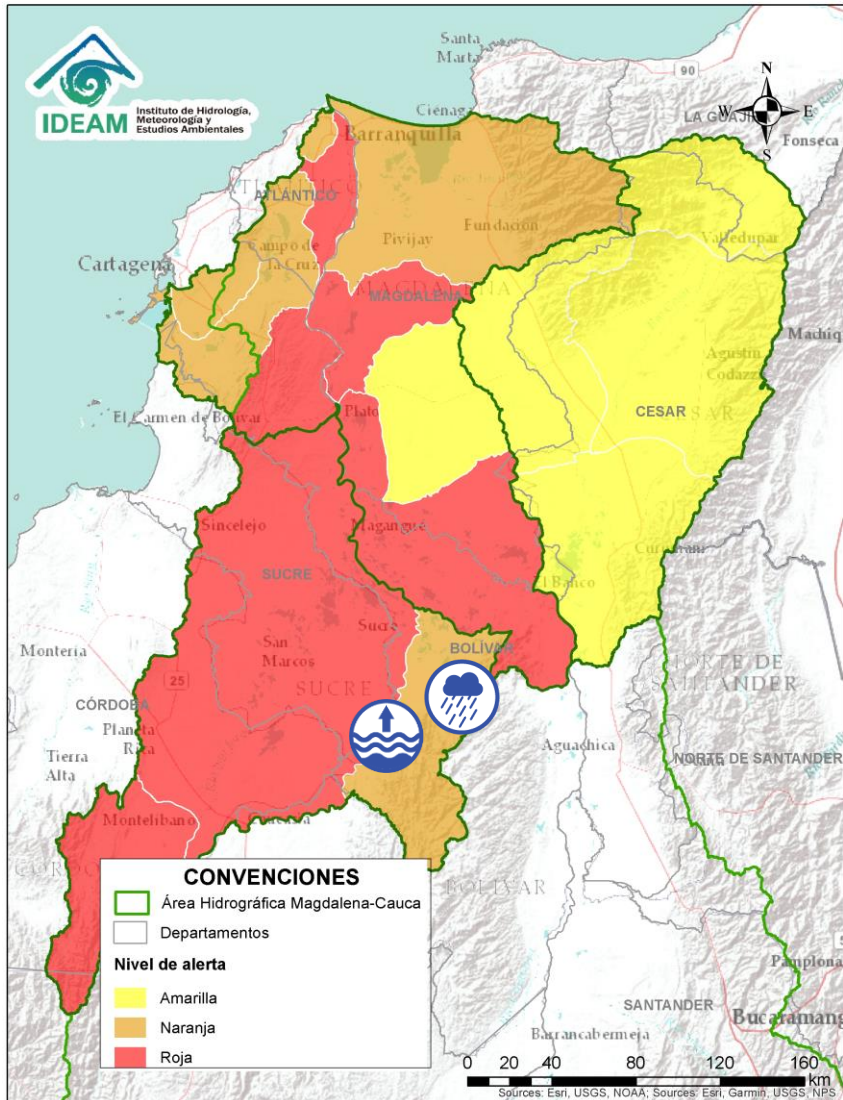 Santa
Marta
90
N
W E
S
IDEAM
Instituto de Hidrología,
Meteorología y
Estudios Ambientales
Ciénaga
LA GUAJI
Fonseca
Barranquilla
ATLÁNTICO
Fundación
Valledupar
Campo de
la Cruz
Pivijay
Cartagena
MAGDALENA
Machiq
Agustín
Codazzi
CESAR
El Carmen de Bolívar
Plato
Sincelejo
Magangué
Curumaní
El Banco
SUCRE
Sucre
BOLÍVAR
Montería
San
Marcos
NORTE DE
SANTANDER
25
SUCRE
CÓRDOBA
Planeta
Rica
Aguachica
Tierra
Alta
NORTE DE SANTANDER
Montelíbano
Caucasia
CONVENCIONES
Área Hidrográfica Magdalena-Cauca
Departamentos
Nivel de alerta
Amarilla
Naranja
Roja
BOLÍVAR
Pamplona
SANTANDER
Bucaramang
Barrancabermeja
0 20 40 80 120 160
km
Sources: Esri, USGS, NOAA; Sources: Esri, Garmin, USGS, NPS